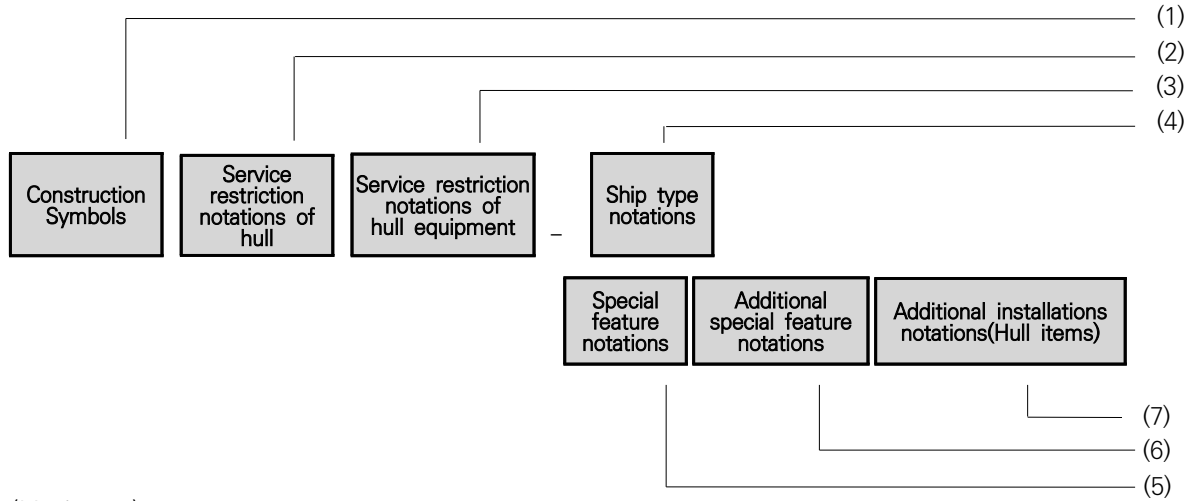 (1)
(2)
(3)
(4)
Construction
Symbols
Service
restriction
notations of
hull
Service restriction
notations of
hull equipment
–
Ship type
notations
Special
feature
notations
Additional
special feature
notations
Additional installations
notations(Hull items)
(7)
(6)
(5)